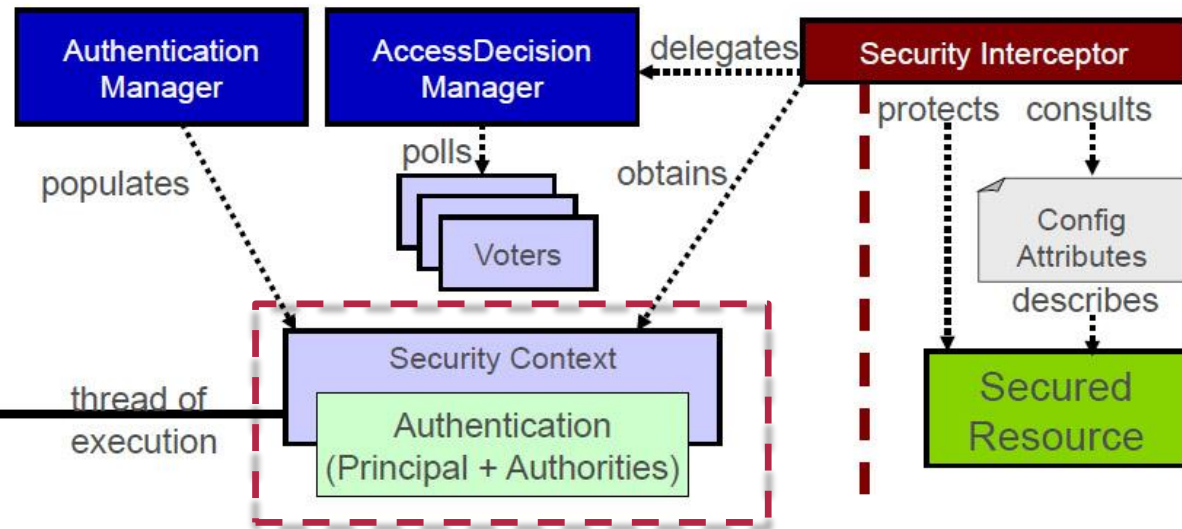 Authentication
Manager
AccessDecision
Manager
delegates
Security Interceptor
protects
consults
polls
populates
obtains
Voters
Config
Attributes
describes
Security Context
thread of
execution
Authentication
(Principal + Authorities)
Secured
Resource